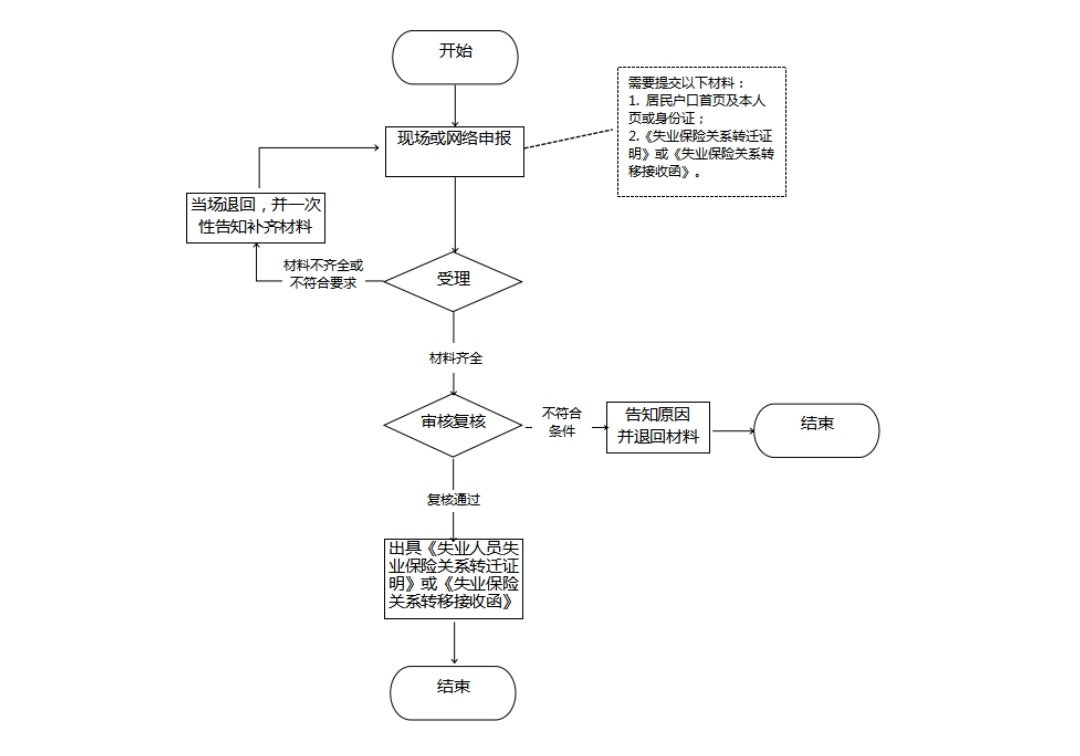 开始
需要提交以下材料：
1. 居民户口首页及本人
页或身份证；
2.《失业保险关系转迁证
明》或《失业保险关系转
移接收函》。
现场或网络申报
当场退回，并一次
性告知补齐材料
材料不齐全或
不符合要求
受理
材料齐全
审核复核
不符合
条件
告知原因
并退回材料
结束
复核通过
出具《失业人员失
业保险关系转迁证
明》或《失业保险
关系转移接收函》
结束